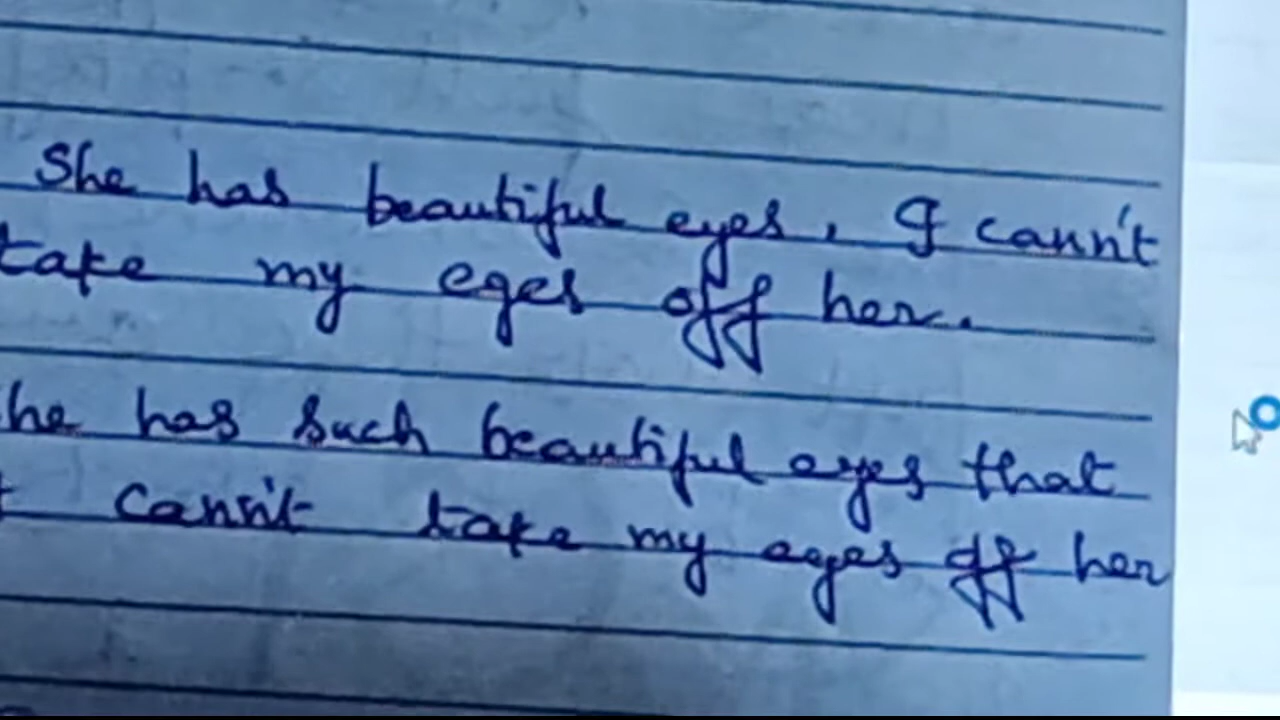 She has beautiful eyes, I cann't
take my eyes off her.
he has such beautiful eyes that
cann't take my eyes off her